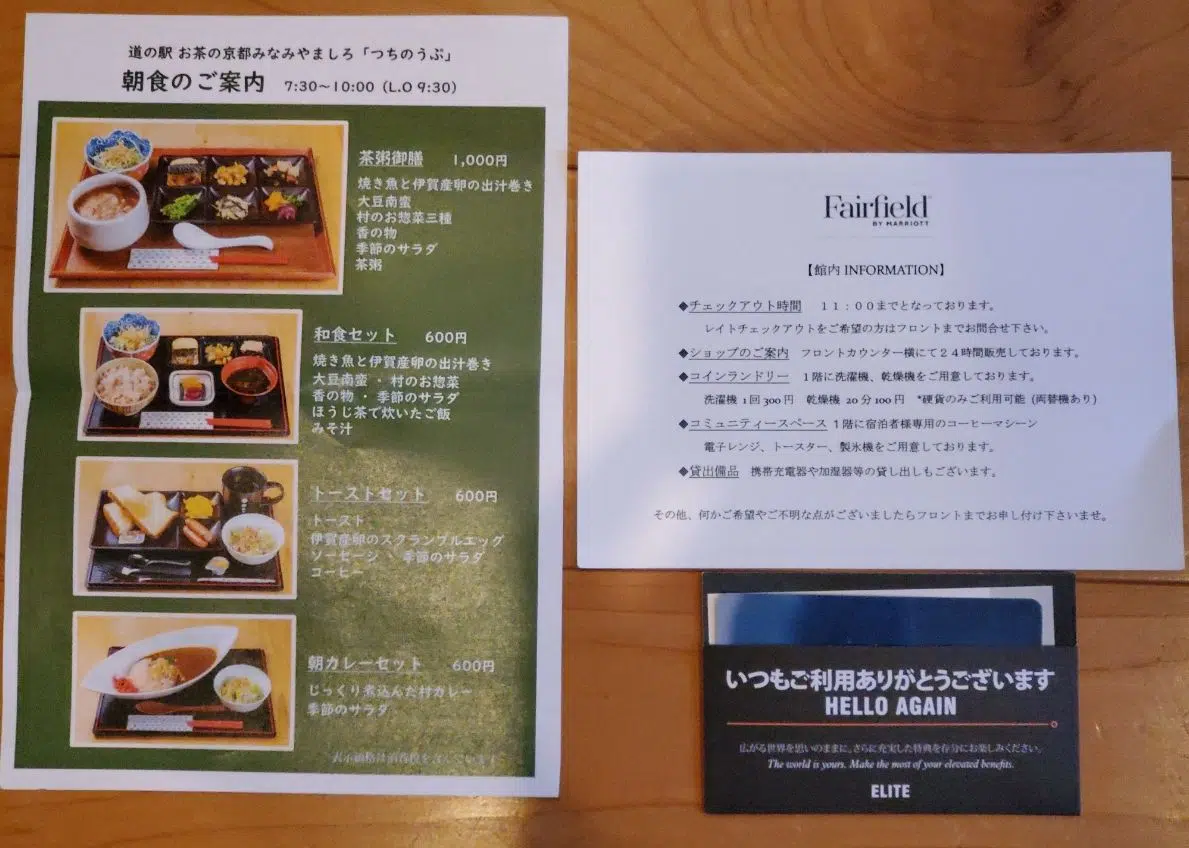 道の駅 お茶の京都みなみやましろ「つちのうぶ」
朝食のご案内 7:30～10:00 (L.O 9:30)
茶粥御膳 1,000円
焼き魚と伊賀産卵の出汁巻き
大豆南蛮
村のお惣菜三種
香の物
季節のサラダ
茶粥
和食セット 600円
焼き魚と伊賀産卵の出汁巻き
大豆南蛮 ・ 村のお惣菜
香の物 ・ 季節のサラダ
ほうじ茶で炊いたご飯
みそ汁
トーストセット 600円
トースト
伊賀産卵のスクランブルエッグ
ソーセージ ・ 季節のサラダ
コーヒー
朝カレーセット 600円
じっくり煮込んだ村カレー
季節のサラダ
表示価格は消費税を含んでいます
Fairfield
BY MARRIOTT
【館内 INFORMATION】
◆チェックアウト時間 11：00までとなっております。
レイトチェックアウトをご希望の方はフロントまでお問合せ下さい。
◆ショップのご案内 フロントカウンター横にて24時間販売しております。
◆コインランドリー 1階に洗濯機、乾燥機をご用意しております。
洗濯機 1回300円 乾燥機 20分100円 *硬貨のみご利用可能 (両替機あり)
◆コミュニティースペース 1階に宿泊者様専用のコーヒーマシーン
電子レンジ、トースター、製氷機をご用意しております。
◆貸出備品 携帯充電器や加湿器等の貸し出しもございます。
その他、何かご希望やご不明な点がございましたらフロントまでお申し付け下さいませ。
いつもご利用ありがとうございます
HELLO AGAIN
広がる世界を思いのままに。さらに充実した特典を存分にお楽しみください。
The world is yours. Make the most of your elevated benefits.
ELITE